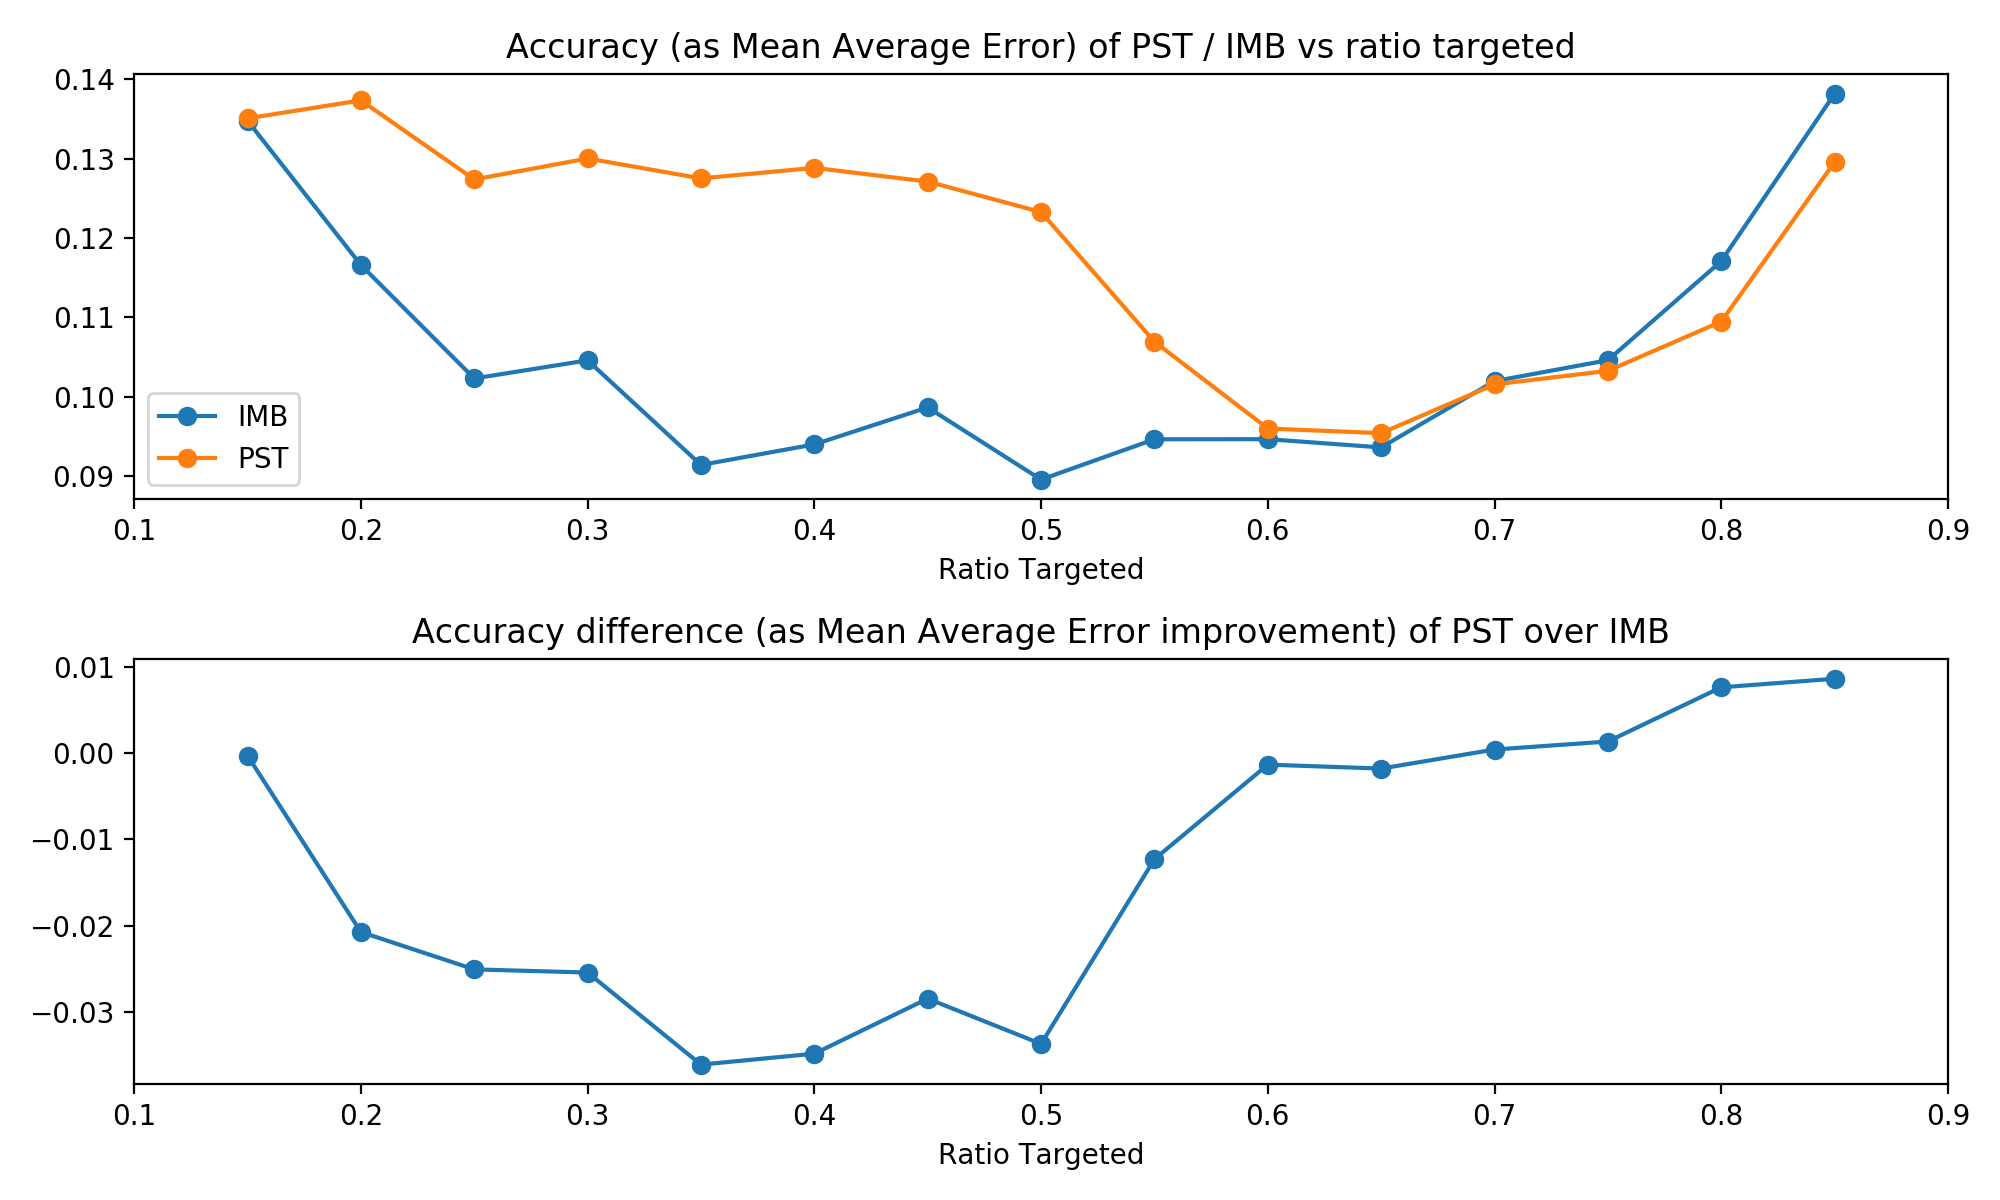 Accuracy (as Mean Average Error) of PST / IMB vs ratio targeted
0.14
0.13
0.12
0.11
0.10
0.09
IMB
PST
0.1 0.2 0.3 0.4 0.5 0.6 0.7 0.8 0.9
Ratio Targeted
Accuracy difference (as Mean Average Error improvement) of PST over IMB
0.01
0.00
−0.01
−0.02
−0.03
0.1 0.2 0.3 0.4 0.5 0.6 0.7 0.8 0.9
Ratio Targeted